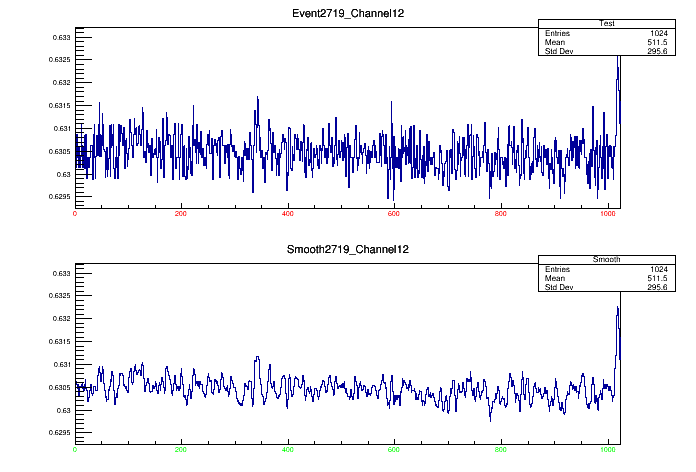 Event2719_Channel12
Test
Entries 1024
Mean 511.5
Std Dev 295.6
0.633
0.6325
0.632
0.6315
0.631
0.6305
0.63
0.6295
0 200 400 600 800 1000
Smooth2719_Channel12
Smooth
Entries 1024
Mean 511.5
Std Dev 295.6
0.633
0.6325
0.632
0.6315
0.631
0.6305
0.63
0.6295
0 200 400 600 800 1000